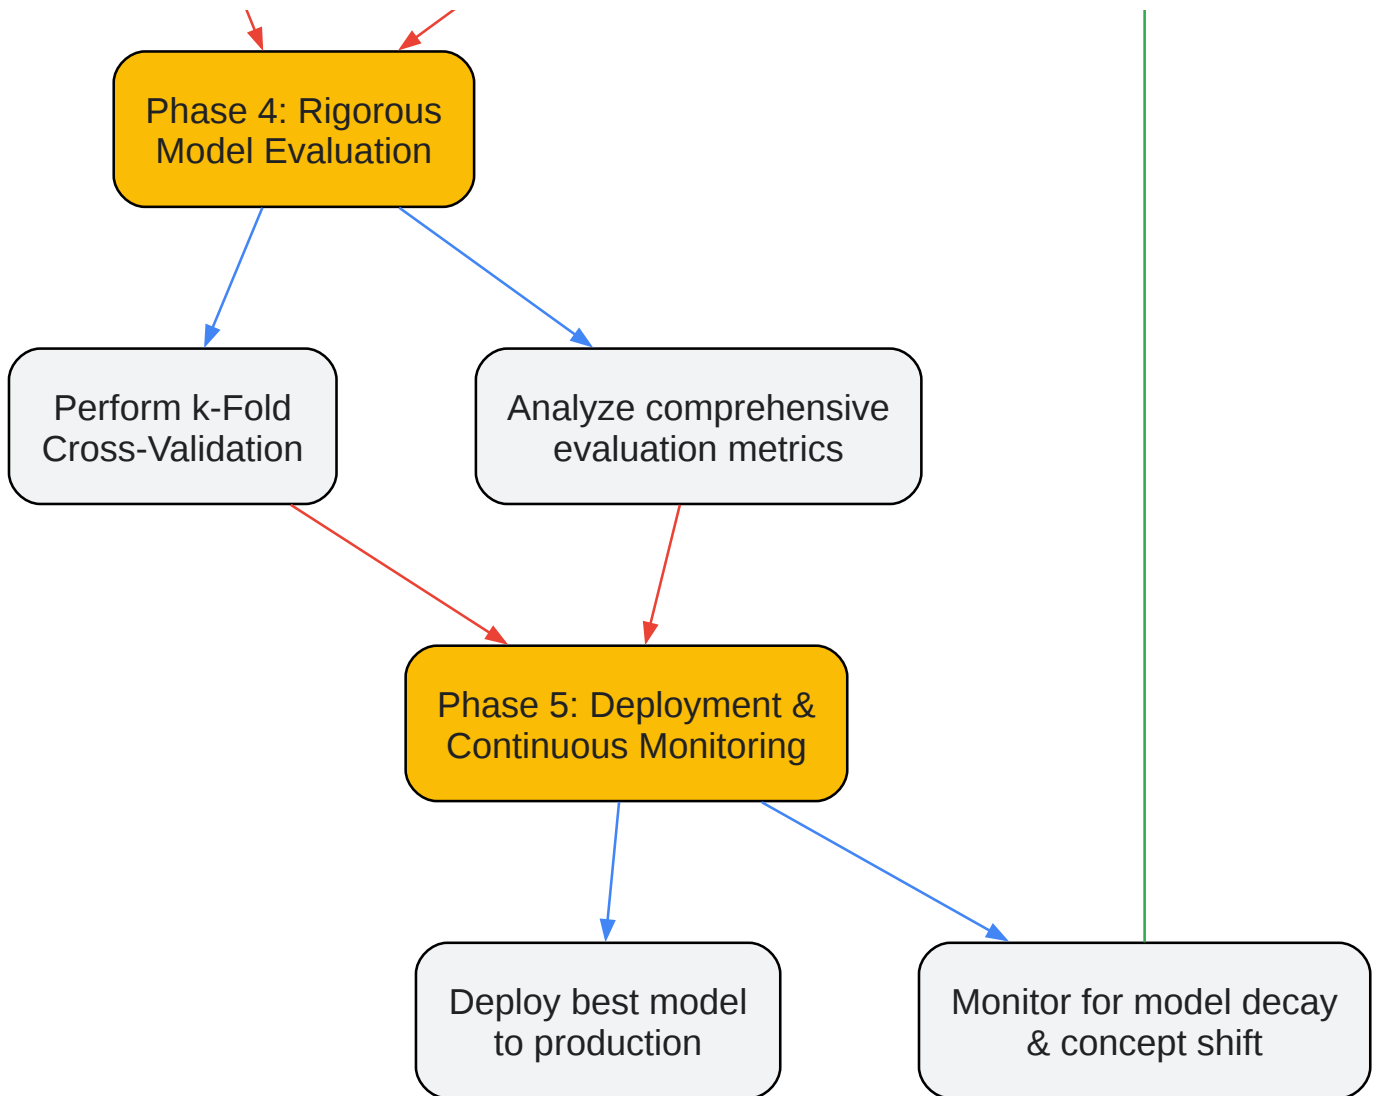 Phase 4: Rigorous
Model Evaluation
Perform k-Fold
Cross-Validation
Analyze comprehensive
evaluation metrics
Phase 5: Deployment &
Continuous Monitoring
Deploy best model
to production
Monitor for model decay
& concept shift